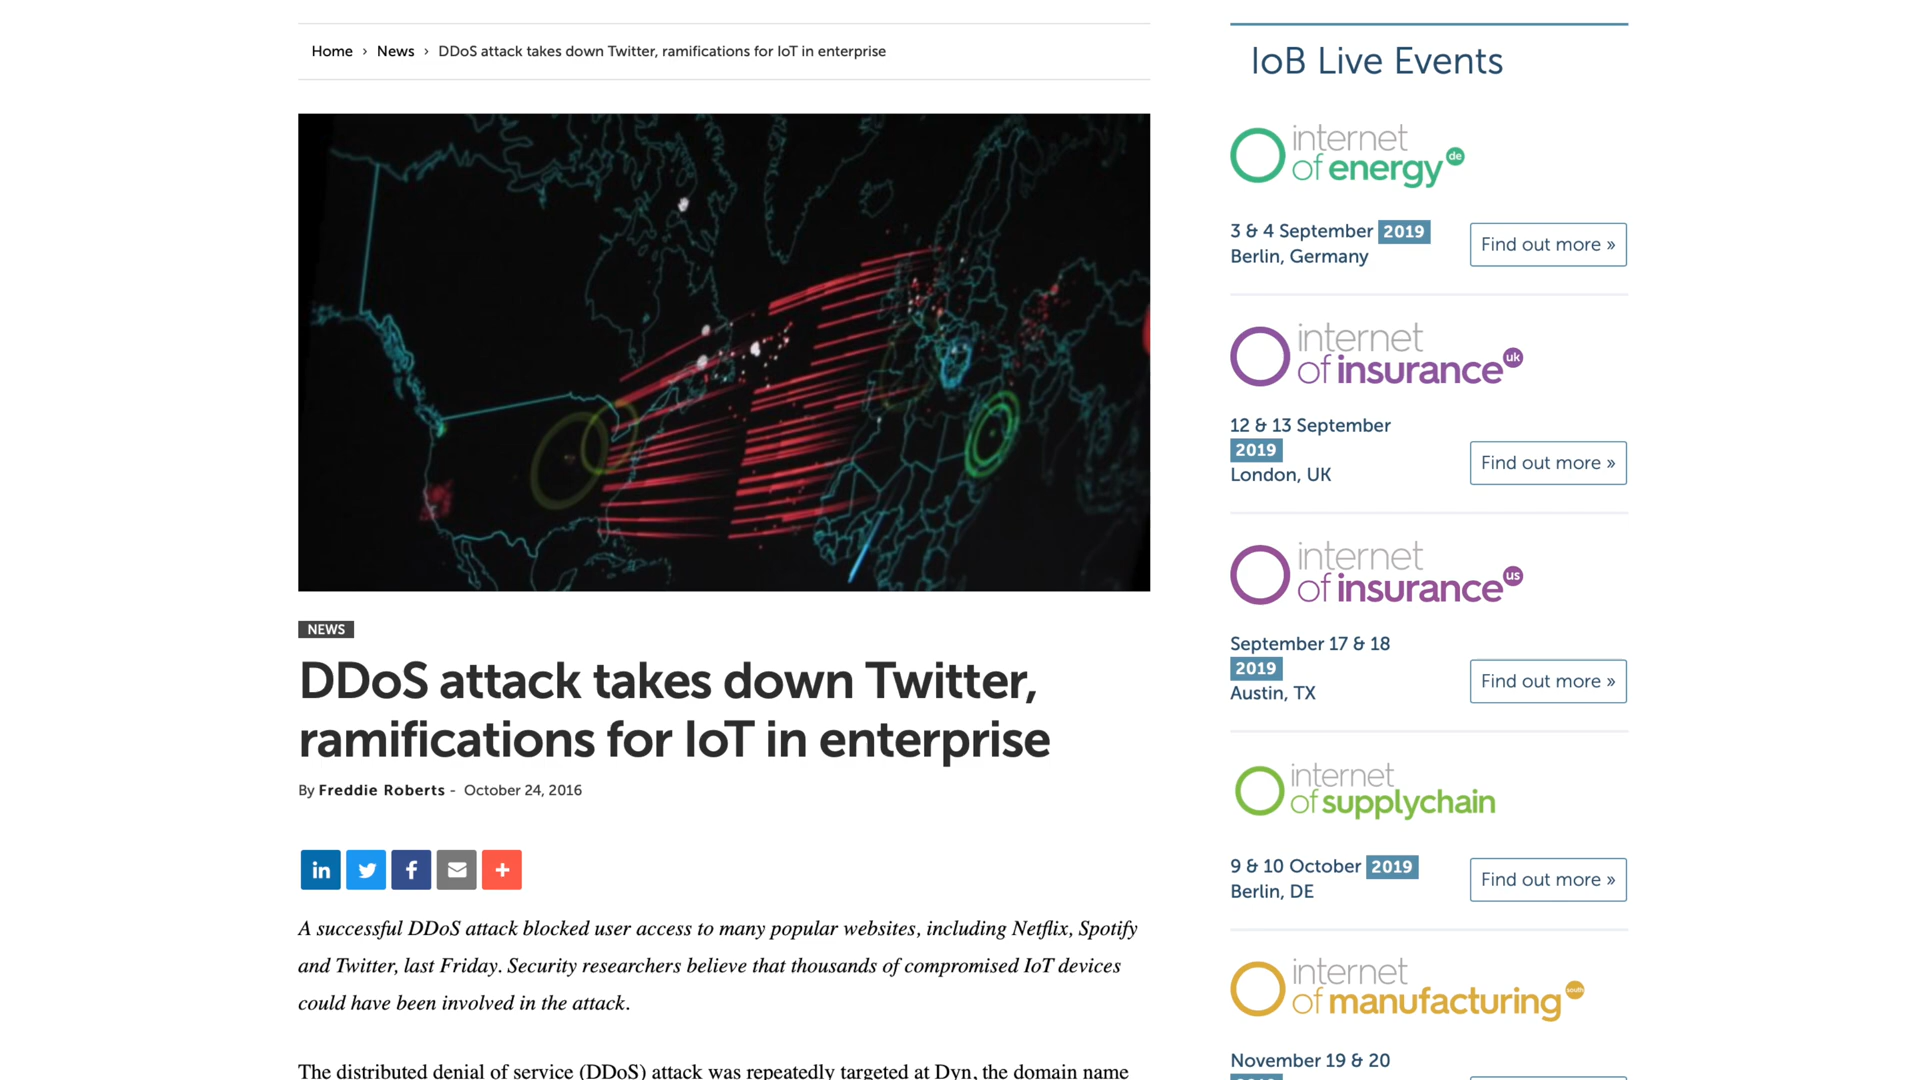 Home › News › DDoS attack takes down Twitter, ramifications for IoT in enterprise
NEWS
DDoS attack takes down Twitter,
ramifications for IoT in enterprise
By Freddie Roberts - October 24, 2016
in
f
A successful DDoS attack blocked user access to many popular websites, including Netflix, Spotify
and Twitter, last Friday. Security researchers believe that thousands of compromised IoT devices
could have been involved in the attack.
The distributed denial of service (DDoS) attack was repeatedly targeted at Dyn, the domain name
IoB Live Events
internet
of energy de
3 & 4 September 2019
Berlin, Germany
Find out more »
internet
of insurance uk
12 & 13 September
2019
London, UK
Find out more »
internet
of insurance us
September 17 & 18
2019
Austin, TX
Find out more »
internet
of supplychain
9 & 10 October 2019
Berlin, DE
Find out more »
internet
of manufacturing south
November 19 & 20